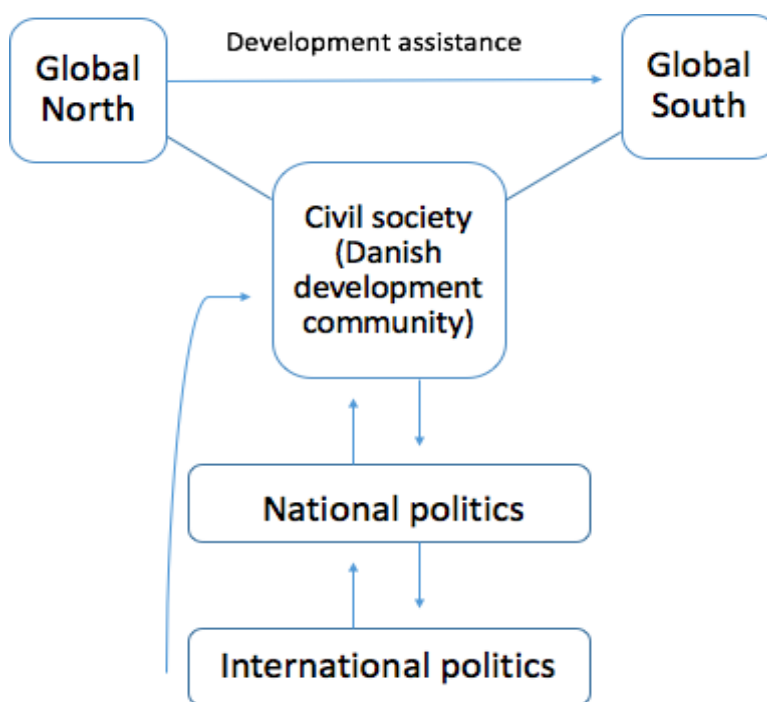 Development assistance
Global
North
Global
South
Civil society
(Danish
development
community)
National politics
International politics